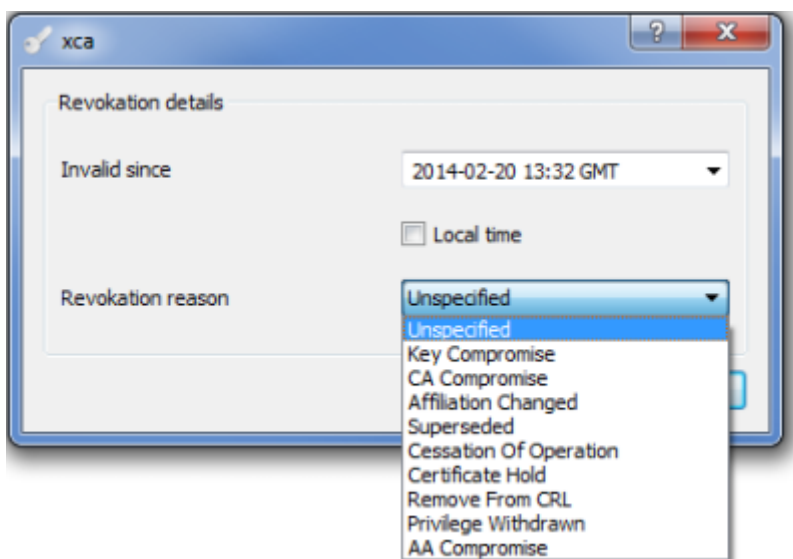 xca
?
X
Revokation details
Invalid since
2014-02-20 13:32 GMT
Local time
Revokation reason
Unspecified
Unspecified
Key Compromise
CA Compromise
Affiliation Changed
Superseded
Cessation Of Operation
Certificate Hold
Remove From CRL
Privilege Withdrawn
AA Compromise